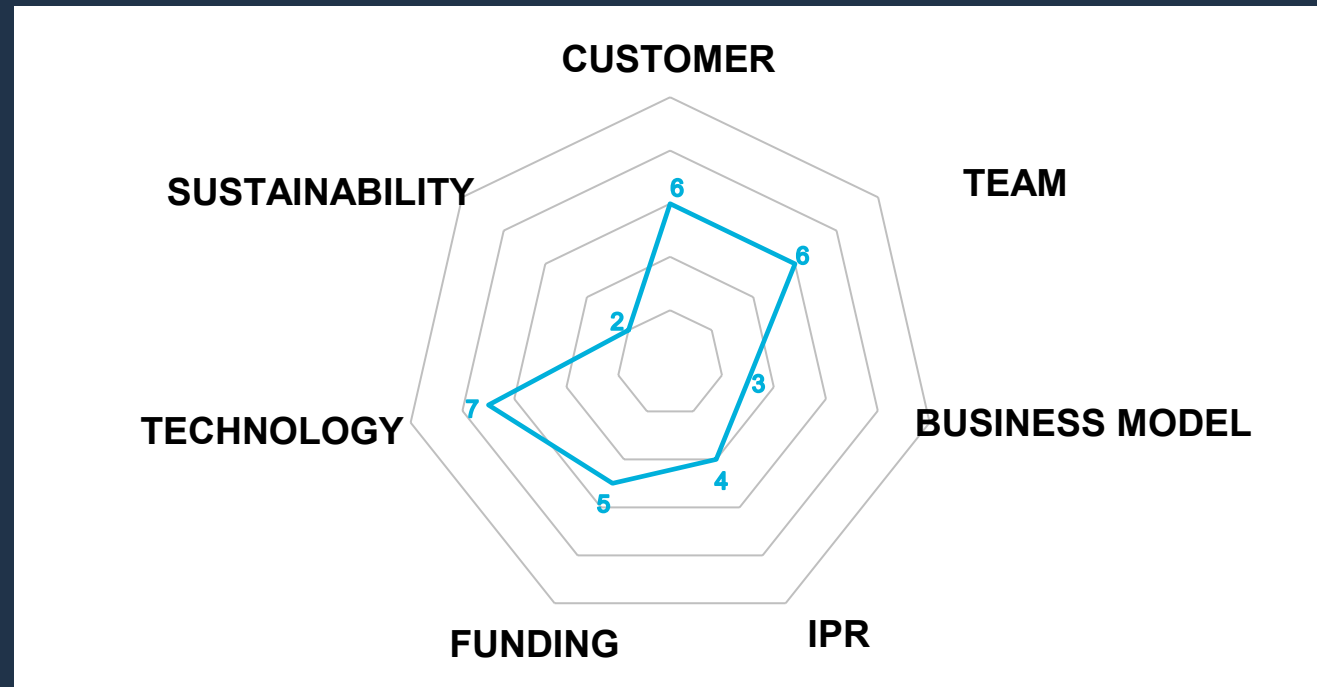 CUSTOMER
TEAM
SUSTAINABILITY
6
6
2
3
7
BUSINESS MODEL
TECHNOLOGY
4
5
IPR
FUNDING